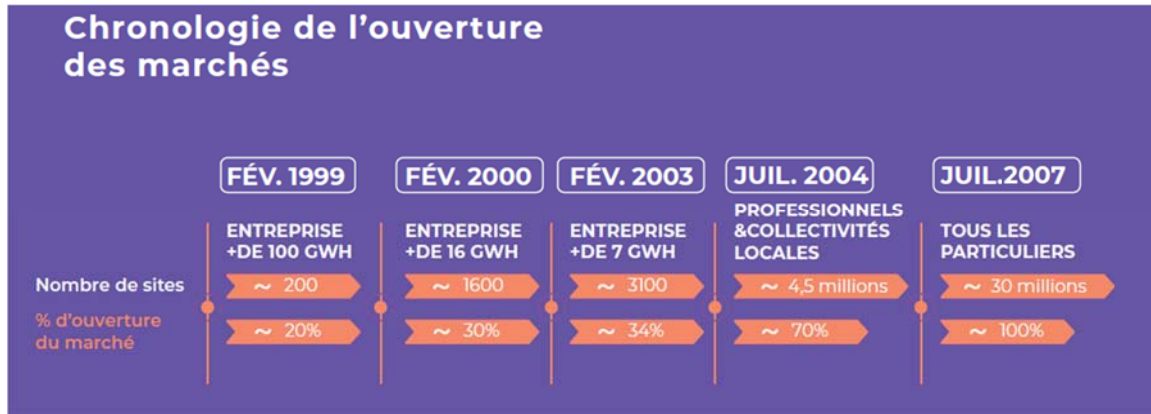 Chronologie de l'ouverture
des marchés
FÉV. 1999
FÉV. 2000
FÉV. 2003
JUIL. 2004
JUIL.2007
ENTREPRISE
+DE 100 GWH
ENTREPRISE
+DE 16 GWH
ENTREPRISE
+DE 7 GWH
PROFESSIONNELS
&COLLECTIVITÉS
LOCALES
TOUS LES
PARTICULIERS
Nombre de sites
~ 200
~ 1600
~ 3100
~ 4,5 millions
~ 30 millions
% d'ouverture
du marché
~ 20%
~ 30%
~ 34%
~ 70%
~ 100%